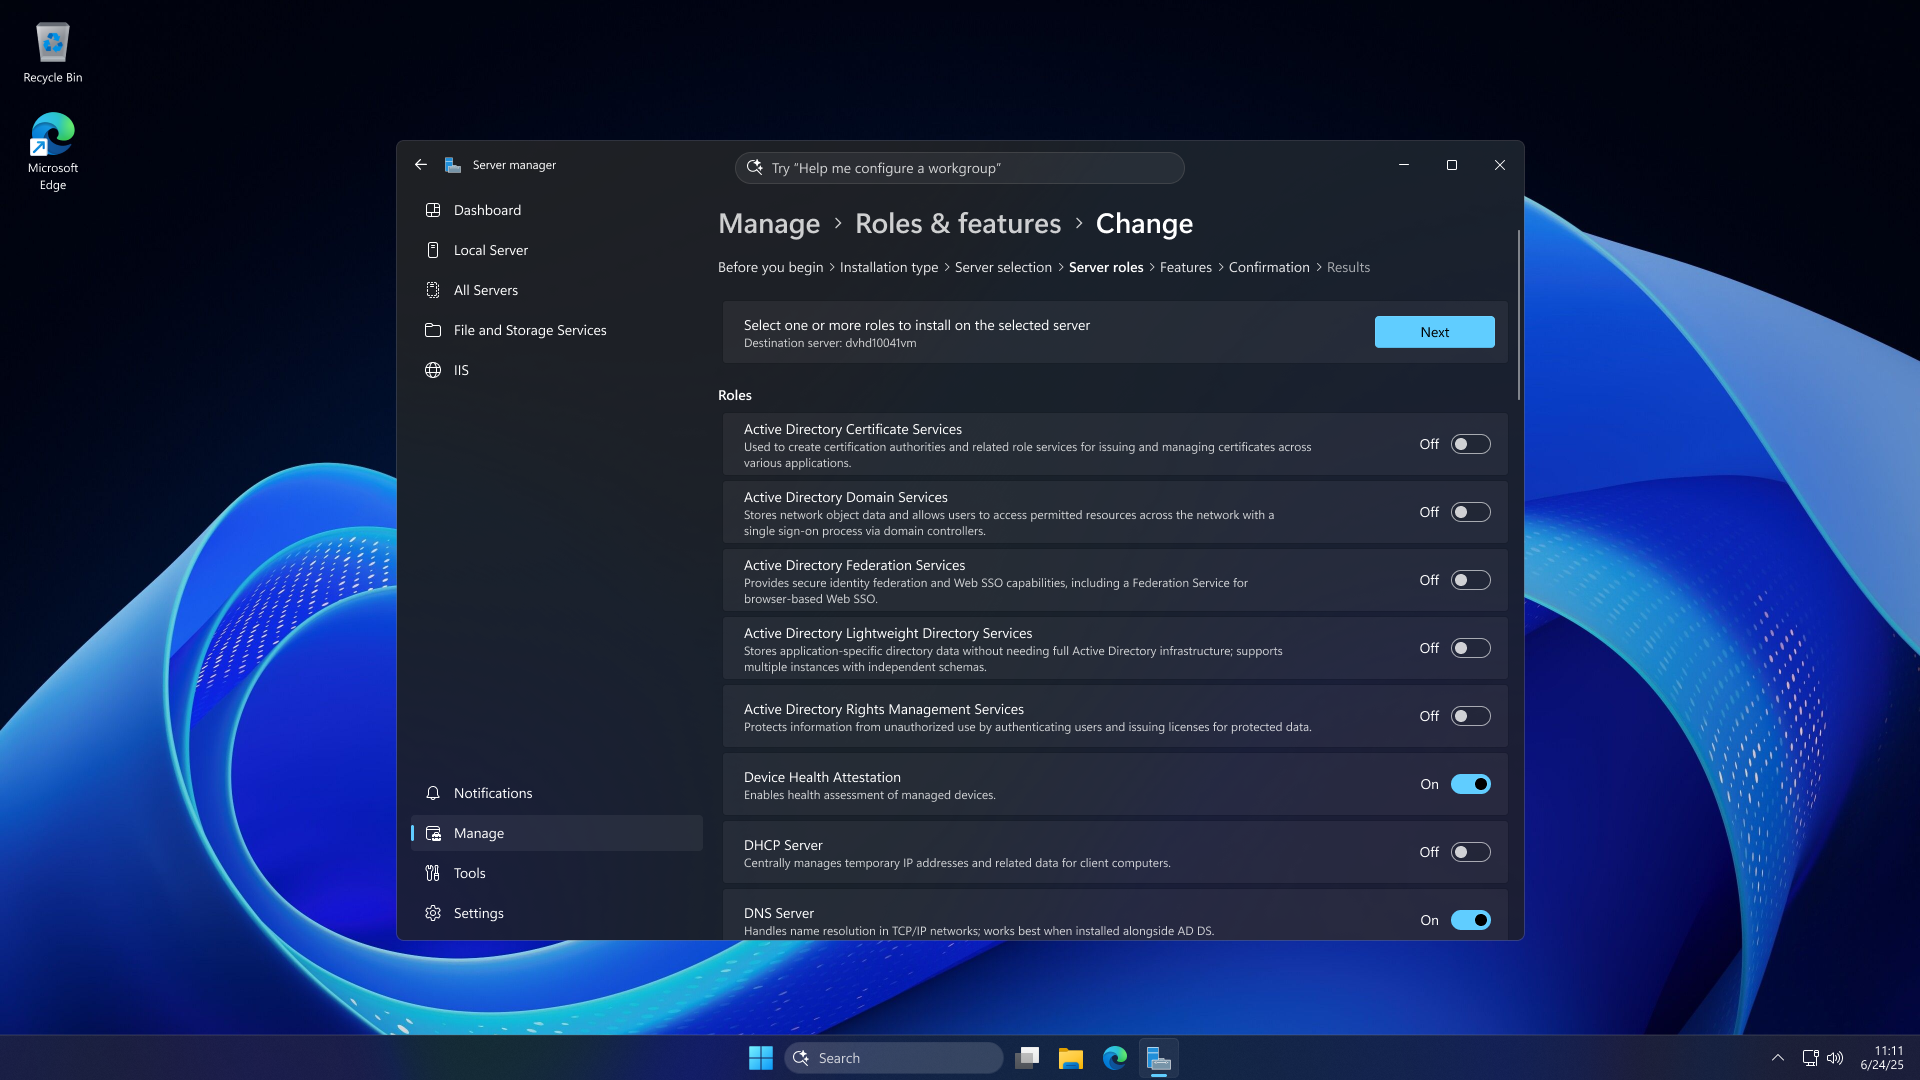 Recycle Bin
Microsoft
Edge
Server manager
Try “Help me configure a workgroup”
Dashboard
Local Server
All Servers
File and Storage Services
IIS
Notifications
Manage
Tools
Settings
Manage > Roles & features > Change
Before you begin > Installation type > Server selection > Server roles > Features > Confirmation > Results
Select one or more roles to install on the selected server
Destination server: dvhd10041vm
Next
Roles
Active Directory Certificate Services
Used to create certification authorities and related role services for issuing and managing certificates across
various applications.
Off
Active Directory Domain Services
Stores network object data and allows users to access permitted resources across the network with a
single sign-on process via domain controllers.
Off
Active Directory Federation Services
Provides secure identity federation and Web SSO capabilities, including a Federation Service for
browser-based Web SSO.
Off
Active Directory Lightweight Directory Services
Stores application-specific directory data without needing full Active Directory infrastructure; supports
multiple instances with independent schemas.
Off
Active Directory Rights Management Services
Protects information from unauthorized use by authenticating users and issuing licenses for protected data.
Off
Device Health Attestation
Enables health assessment of managed devices.
On
DHCP Server
Centrally manages temporary IP addresses and related data for client computers.
Off
DNS Server
Handles name resolution in TCP/IP networks; works best when installed alongside AD DS.
On
Search
11:11
6/24/25